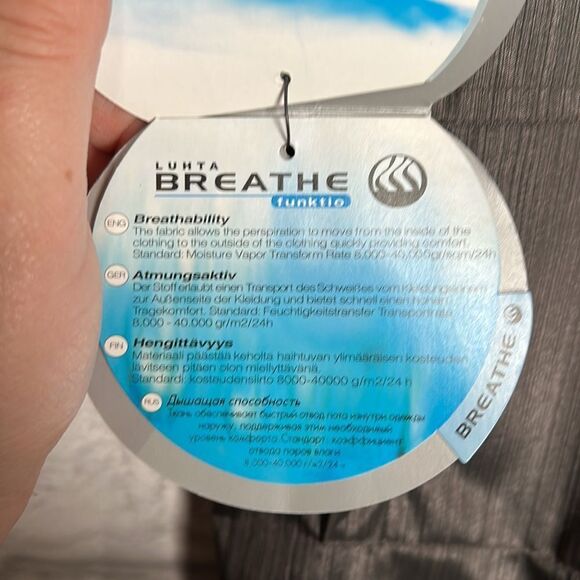 LUHTA
BREATHE
funktio
ENG Breathability
The fabric allows the perspiration to move from the inside of the
clothing to the outside of the clothing quickly providing comfort.
Standard: Moisture Vapor Transform Rate 8.000-40.000gr/sqm/24h
GER Atmungsaktiv
Der Stoff erlaubt einen Transport des Schweißes vom
zur Außenseite der Kleidung und bietet schnell einen hohen
Tragekomfort. Standard: Feuchtigkeitstransfer Transportrate
8.000 - 40.000 gr/m2/24h
FIN Hengittävyys
Materiaali päästää keholta haihtuvan ylimääräisen kosteuden
lävitseen pitäen olon miellyttävänä.
Standardi: kosteudensiirto 8000-40000 g/m2/24 h
RUS Дышащая способность
Ткань обеспечивает быстрый отвод пота изнутри одежды
наружу, поддерживая этим необходимый
уровень комфорта. Стандарт: коэффициент
отвода паров влаги
8.000-40.000 г/м2/24 ч
BREATHE